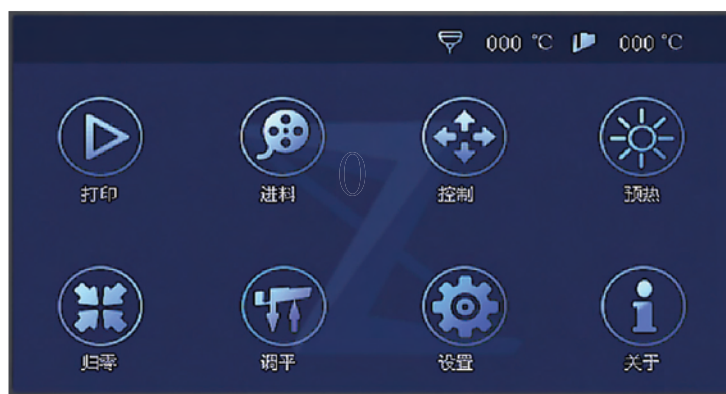 000 ℃ 000 ℃
打印 进料 控制 预热
归零 调平 设置 关于